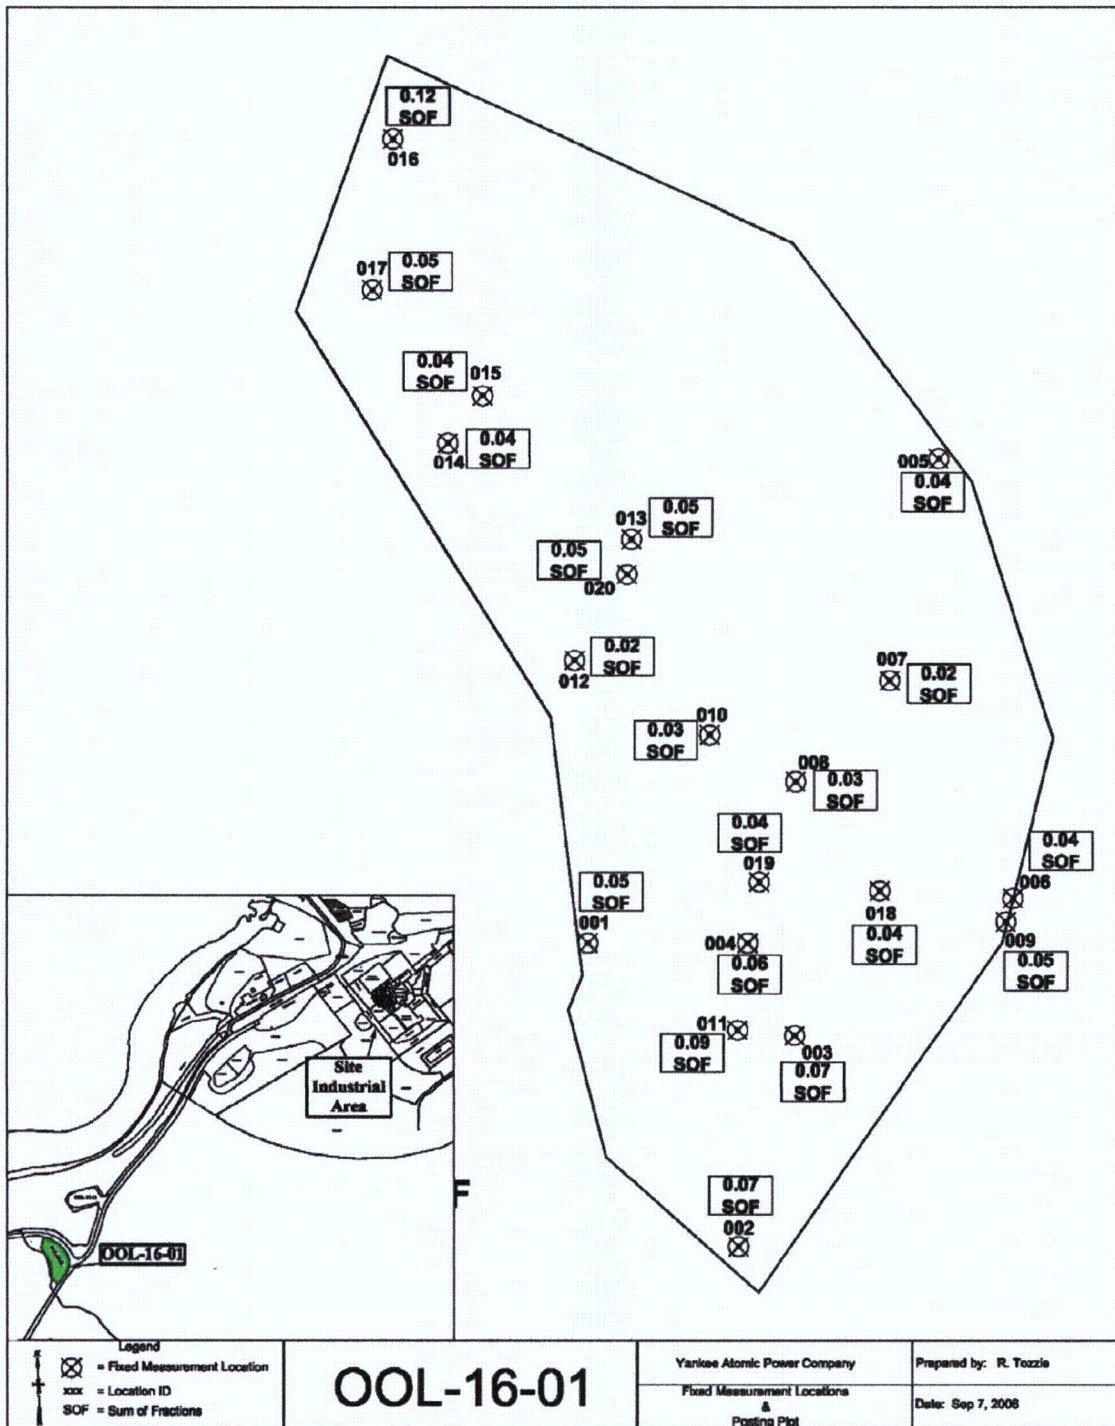 0.12
SOF
016
017
0.05
SOF
0.04
SOF
015
014
0.04
SOF
005
0.04
SOF
013
0.05
SOF
0.05
SOF
020
012
0.02
SOF
007
0.02
SOF
010
0.03
SOF
008
0.03
SOF
0.04
SOF
019
0.04
SOF
006
018
0.04
SOF
009
0.05
SOF
0.05
SOF
001
004
0.06
SOF
011
0.09
SOF
003
0.07
SOF
0.07
SOF
002
Site
Industrial
Area
OOL-16-01
F
Legend
= Fixed Measurement Location
xxx = Location ID
SOF = Sum of Fractions
OOL-16-01
Yankee Atomic Power Company
Fixed Measurement Locations
&
Posting Plot
Prepared by: R. Tozzie
Date: Sep 7, 2006